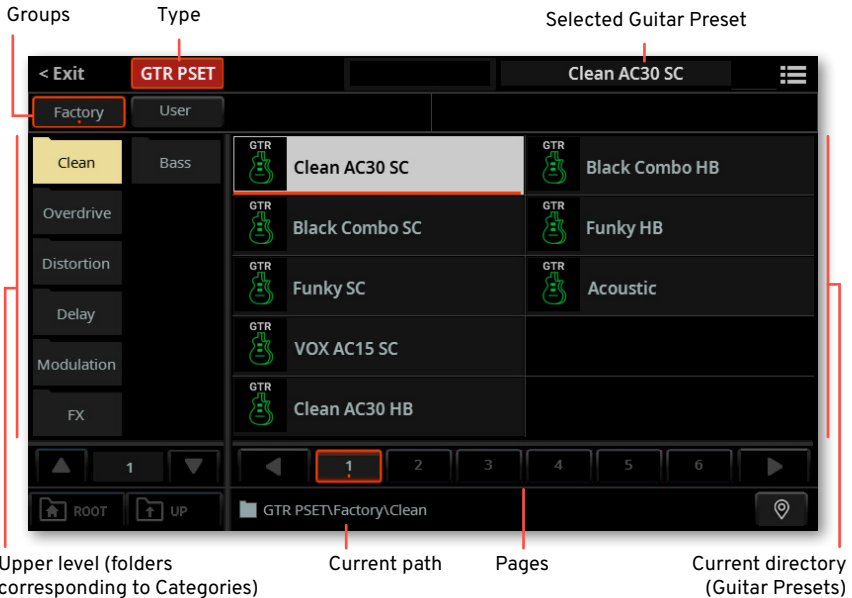 Groups
Type
Selected Guitar Preset
< Exit
GTR PSET
Clean AC30 SC
Factory
User
Clean
Bass
Overdrive
Distortion
Delay
Modulation
FX
GTR
Clean AC30 SC
GTR
Black Combo HB
GTR
Black Combo SC
GTR
Funky HB
GTR
Funky SC
GTR
Acoustic
GTR
VOX AC15 SC
GTR
Clean AC30 HB
1
1
2
3
4
5
6
ROOT
UP
GTR PSET\Factory\Clean
Upper level (folders
corresponding to Categories)
Current path
Pages
Current directory
(Guitar Presets)